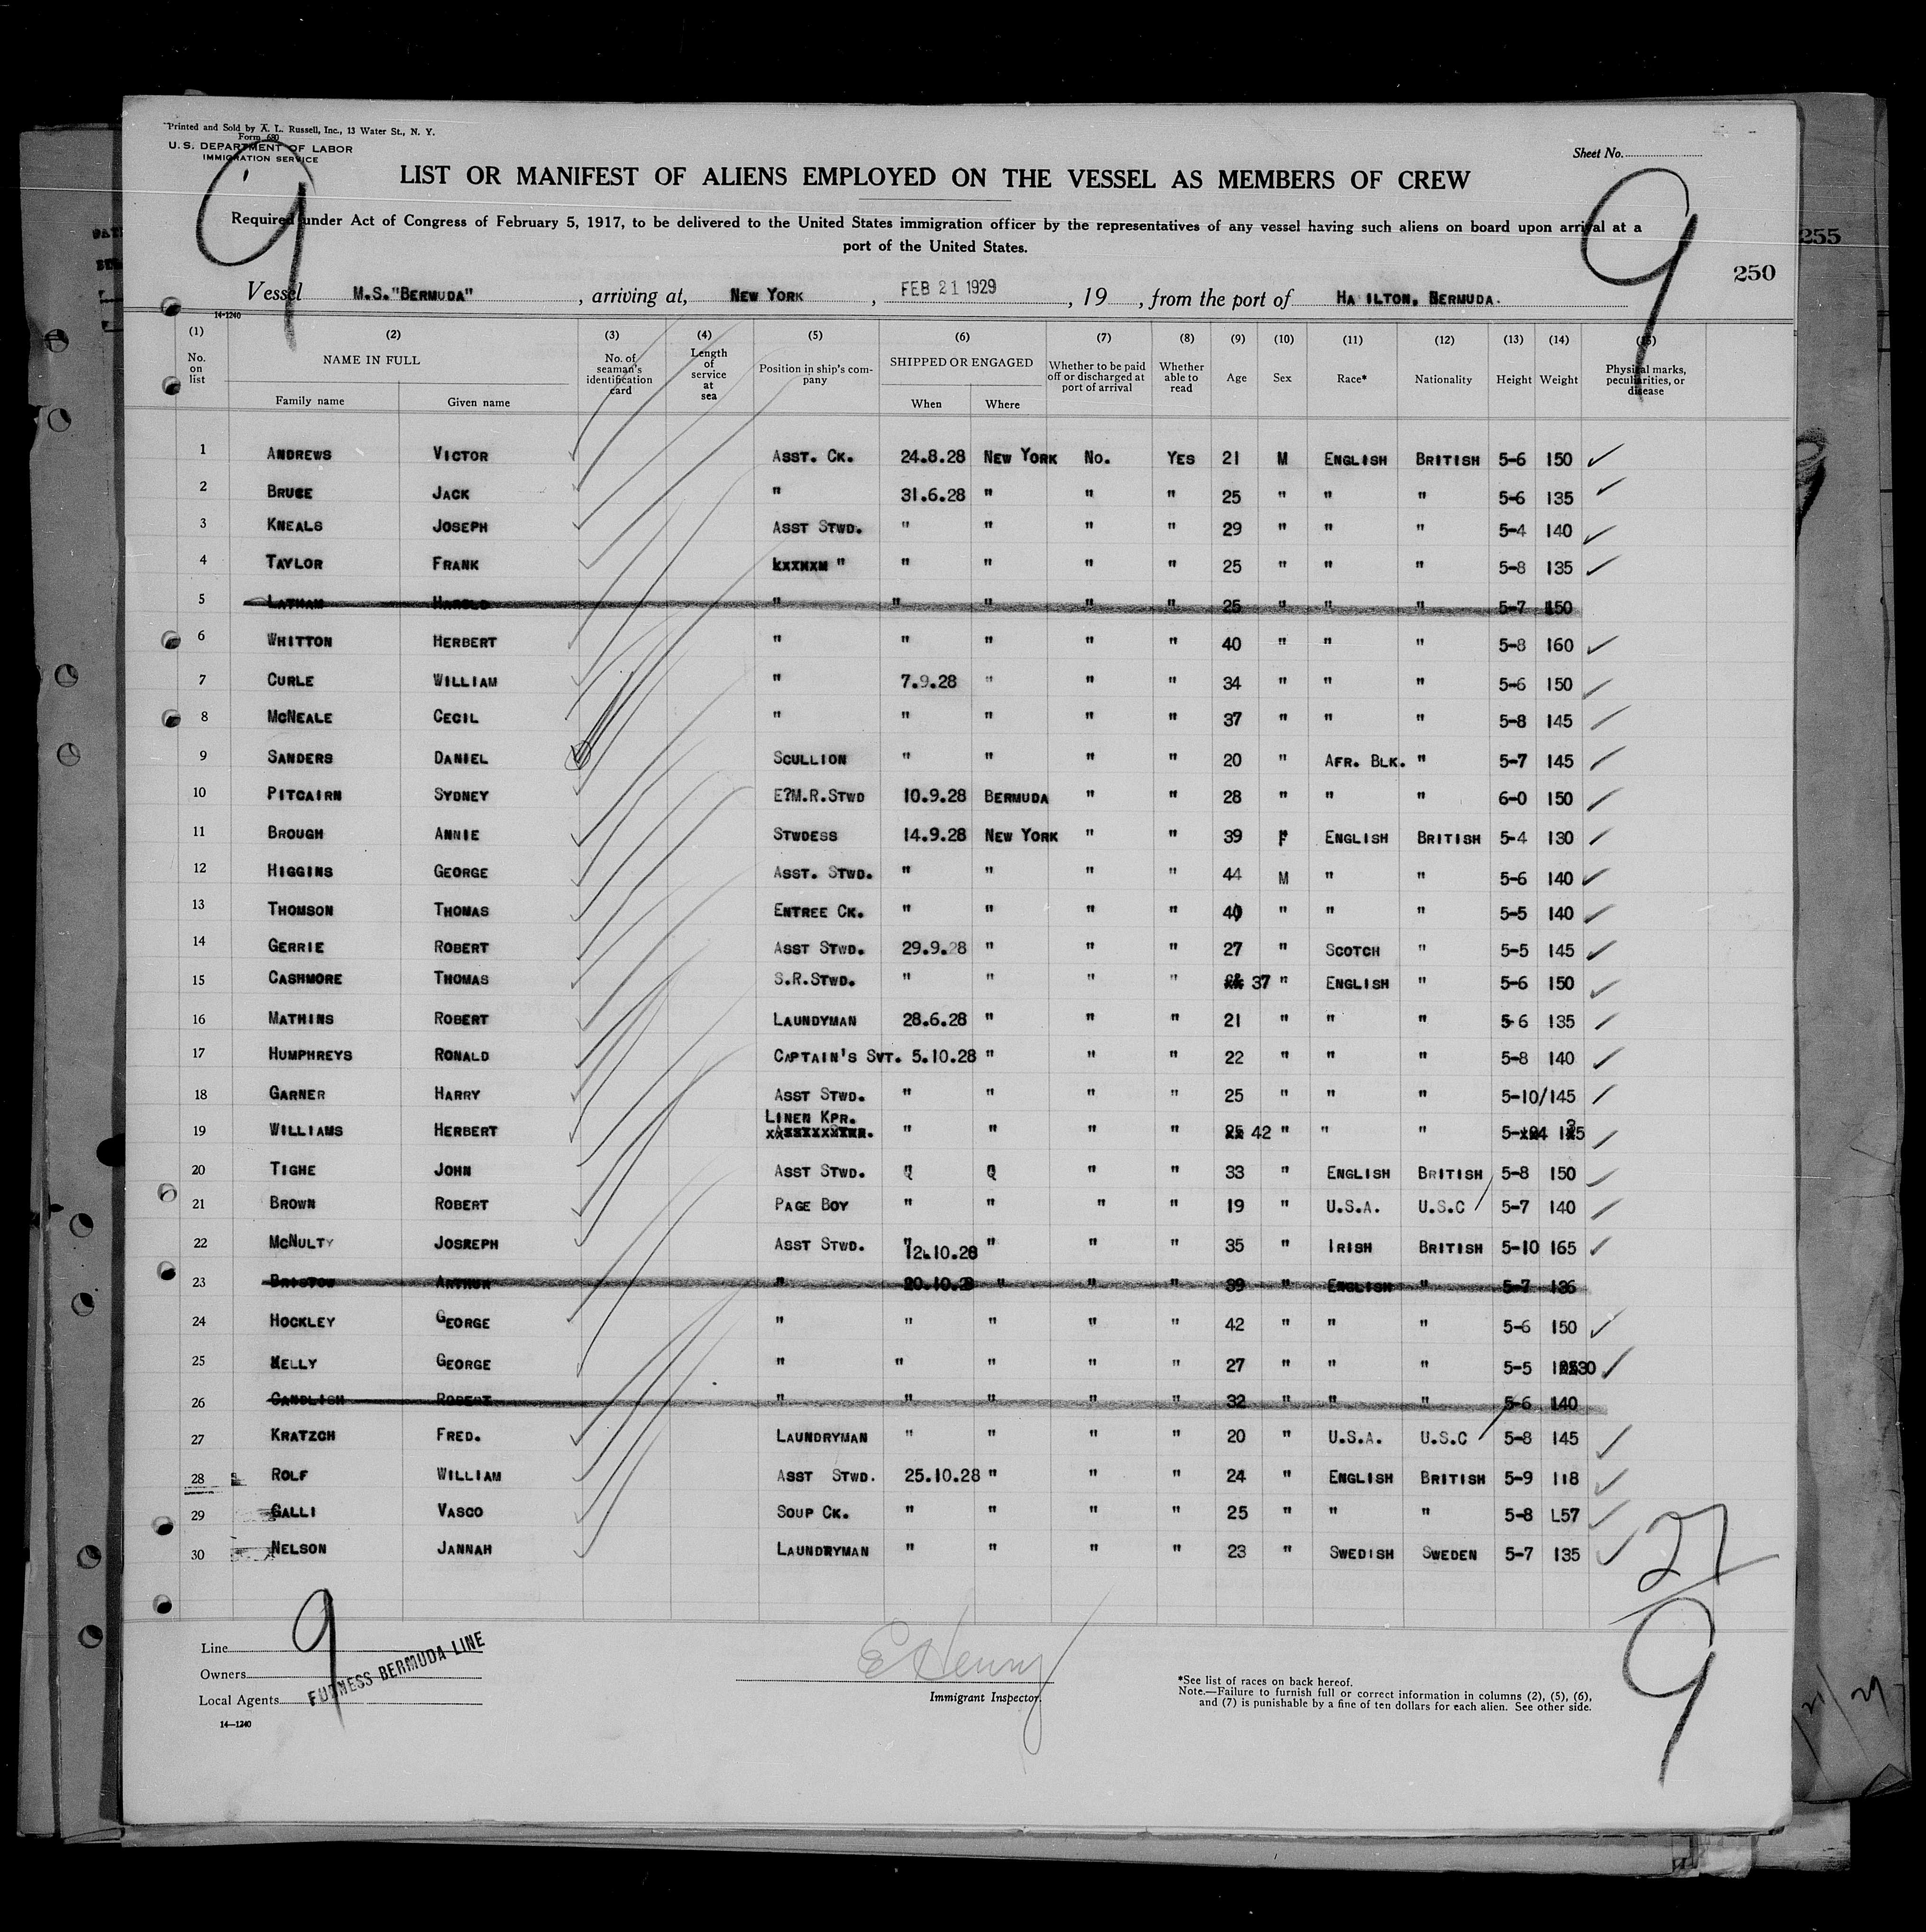 Printed and Sold by A. L. Russell, Inc., 13 Water St., N. Y.
Form 680
U. S. DEPARTMENT OF LABOR
IMMIGRATION SERVICE
Sheet No.
LIST OR MANIFEST OF ALIENS EMPLOYED ON THE VESSEL AS MEMBERS OF CREW
Required under Act of Congress of February 5, 1917, to be delivered to the United States immigration officer by the representatives of any vessel having such aliens on board upon arrival at a
port of the United States.
9 9
255
250
Vessel M.S."BERMUDA" , arriving at, NEW YORK , FEB 21 1929 , 19 , from the port of HA ILTON, BERMUDA.
14-1240
(1) (2) (3) (4) (5) (6) (7) (8) (9) (10) (11) (12) (13) (14) (15)
No. on list NAME IN FULL Family name Given name No. of seaman's identification card Length of service at sea Position in ship's company SHIPPED OR ENGAGED When Where Whether to be paid off or discharged at port of arrival Whether able to read Age Sex Race* Nationality Height Weight Physical marks, peculiarities, or disease
1 ANDREWS VICTOR ASST. CK. 24.8.28 NEW YORK NO. YES 21 M ENGLISH BRITISH 5-6 150
2 BRUCE JACK " 31.6.28 " " " 25 " " " 5-6 135
3 KNEALS JOSEPH ASST STWD. " " " " 29 " " " 5-4 140
4 TAYLOR FRANK " " " " " 25 " " " 5-8 135
5 LATHAM HAROLD " " " " " 25 " " " 5-7 150
6 WHITTON HERBERT " " " " " 40 " " " 5-8 160
7 CURLE WILLIAM " 7.9.28 " " " 34 " " " 5-6 150
8 MCNEALE CECIL " " " " " 37 " " " 5-8 145
9 SANDERS DANIEL SCULLION " " " " 20 " AFR. BLK. " 5-7 145
10 PITCAIRN SYDNEY E?M.R.STWD 10.9.28 BERMUDA " " 28 " " " 6-0 150
11 BROUGH ANNIE STWDESS 14.9.28 NEW YORK " " 39 F ENGLISH BRITISH 5-4 130
12 HIGGINS GEORGE ASST. STWD. " " " " 44 M " " 5-6 140
13 THOMSON THOMAS ENTREE CK. " " " " 40 " " " 5-5 140
14 GERRIE ROBERT ASST STWD. 29.9.28 " " " 27 " SCOTCH " 5-5 145
15 CASHMORE THOMAS S.R.STWD. " " " " 37 " ENGLISH " 5-6 150
16 MATHINS ROBERT LAUNDYMAN 28.6.28 " " " 21 " " " 5-6 135
17 HUMPHREYS RONALD CAPTAIN'S SVT. 5.10.28 " " " 22 " " " 5-8 140
18 GARNER HARRY ASST STWD. " " " " 25 " " " 5-10/145
19 WILLIAMS HERBERT LINEN KPR. " " " " 42 " " "
20 TIGHE JOHN ASST STWD. " " " " 33 " ENGLISH BRITISH 5-8 150
21 BROWN ROBERT PAGE BOY " " " " 19 " U.S.A. U.S.C 5-7 140
22 MCNULTY JOSREPH ASST STWD. 12.10.28 " " " 35 " IRISH BRITISH 5-10 165
23 BRISTOW ARTHUR " 20.10.28 " " " 39 " ENGLISH " 5-7 136
24 HOCKLEY GEORGE " " " " " 42 " " " 5-6 150
25 KELLY GEORGE " " " " " 27 " " " 5-5
26 CANDLISH ROBERT " " " " " 32 " " " 5-6 140
27 KRATZCH FRED. LAUNDRYMAN " " " " 20 " U.S.A. U.S.C 5-8 145
28 ROLF WILLIAM ASST STWD. 25.10.28 " " " 24 " ENGLISH BRITISH 5-9 118
29 GALLI VASCO SOUP CK. " " " " 25 " " " 5-8 L57
30 NELSON JANNAH LAUNDRYMAN " " " " 23 " SWEDISH SWEDEN 5-7 135
27
9
9
Line
Owners
Local Agents
FURNESS BERMUDA LINE
14—1240
E Henry
Immigrant Inspector.
*See list of races on back hereof.
Note.—Failure to furnish full or correct information in columns (2), (5), (6),
and (7) is punishable by a fine of ten dollars for each alien. See other side.